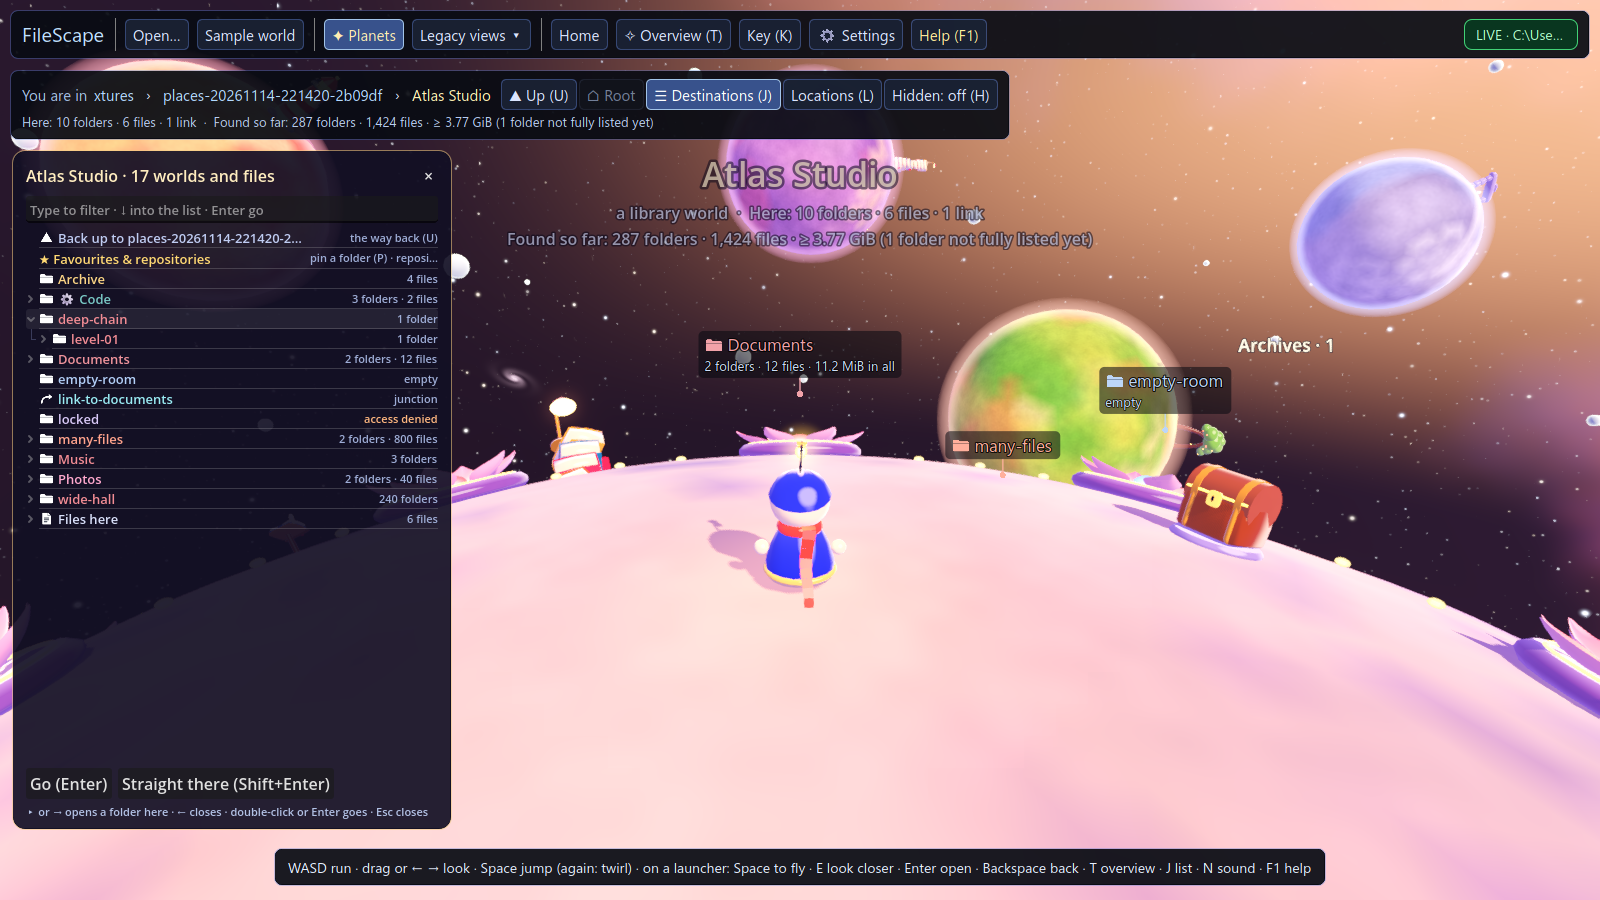 FileScape Open... Sample world ✦ Planets Legacy views ▾ Home ✧ Overview (T) Key (K) Settings Help (F1) LIVE · C:\Use...
You are in xtures › places-20261114-221420-2b09df › Atlas Studio ▲ Up (U) Root ☰ Destinations (J) Locations (L) Hidden: off (H)
Here: 10 folders · 6 files · 1 link · Found so far: 287 folders · 1,424 files · ≥ 3.77 GiB (1 folder not fully listed yet)
Atlas Studio · 17 worlds and files ×
Type to filter · ↓ into the list · Enter go
▲ Back up to places-20261114-221420-2... the way back (U)
★ Favourites & repositories pin a folder (P) · reposi...
Archive 4 files
Code 3 folders · 2 files
deep-chain 1 folder
level-01 1 folder
Documents 2 folders · 12 files
empty-room empty
link-to-documents junction
locked access denied
many-files 2 folders · 800 files
Music 3 folders
Photos 2 folders · 40 files
wide-hall 240 folders
Files here 6 files
Go (Enter) Straight there (Shift+Enter)
‣ or → opens a folder here · ← closes · double-click or Enter goes · Esc closes
Atlas Studio
a library world · Here: 10 folders · 6 files · 1 link
Found so far: 287 folders · 1,424 files · ≥ 3.77 GiB (1 folder not fully listed yet)
Documents
2 folders · 12 files · 11.2 MiB in all
Archives · 1
empty-room
empty
many-files
WASD run · drag or ← → look · Space jump (again: twirl) · on a launcher: Space to fly · E look closer · Enter open · Backspace back · T overview · J list · N sound · F1 help